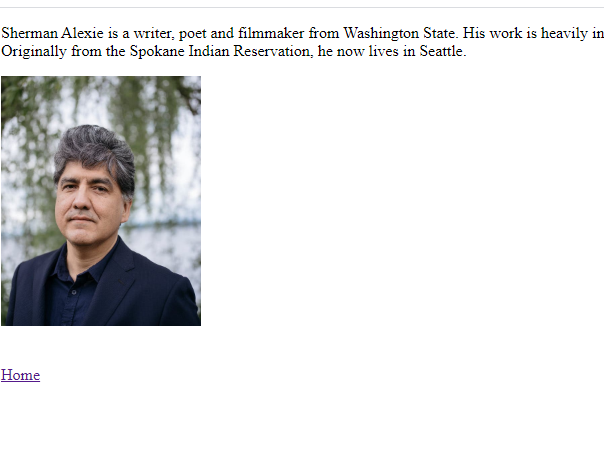 Sherman Alexie is a writer, poet and filmmaker from Washington State. His work is heavily in
Originally from the Spokane Indian Reservation, he now lives in Seattle.
Home